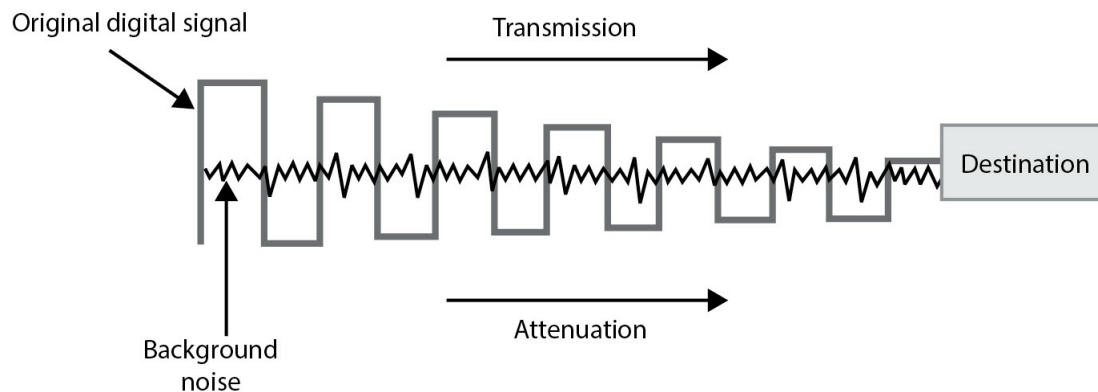 Original digital signal
Transmission
Destination
Attenuation
Background
noise